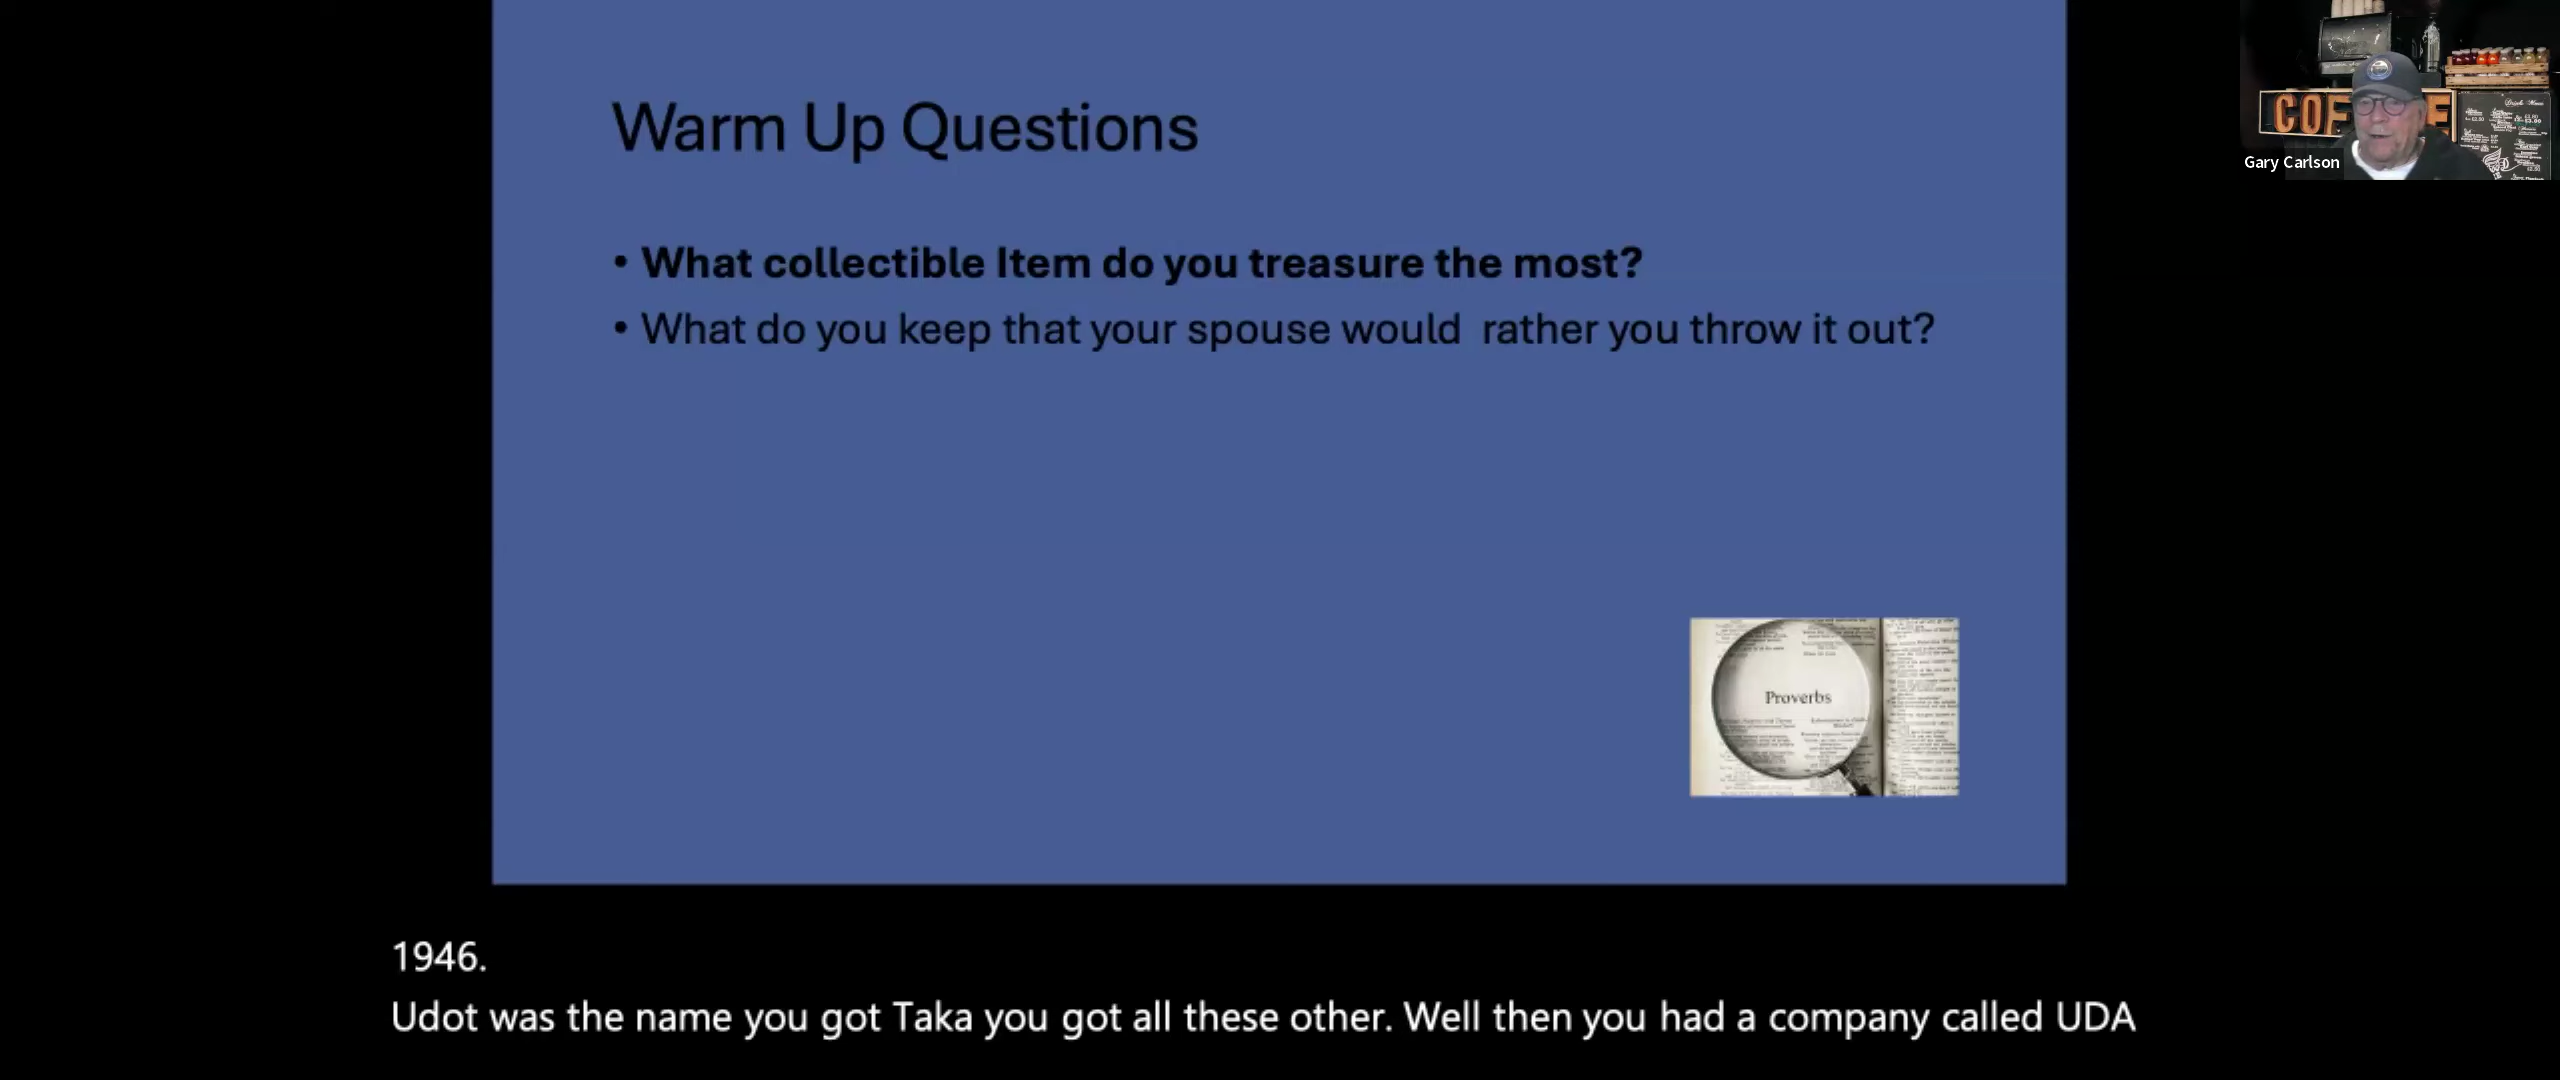 Warm Up Questions
• What collectible Item do you treasure the most?
• What do you keep that your spouse would rather you throw it out?
COF
E
Gary Carlson
Proverbs
1946.
Udot was the name you got Taka you got all these other. Well then you had a company called UDA